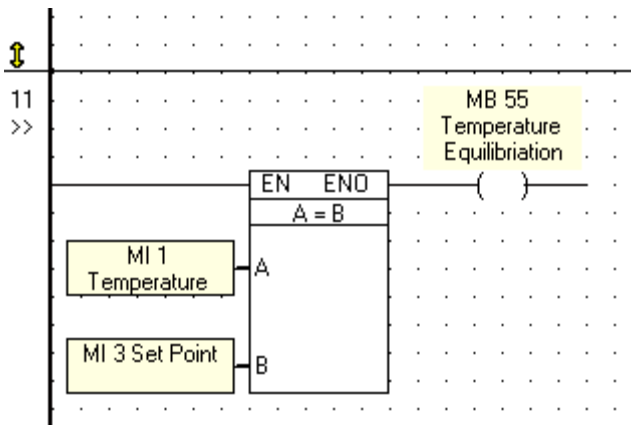 11
>>
MB 55
Temperature
Equilibriation
EN ENO
A = B
MI 1
Temperature
A
MI 3 Set Point
B